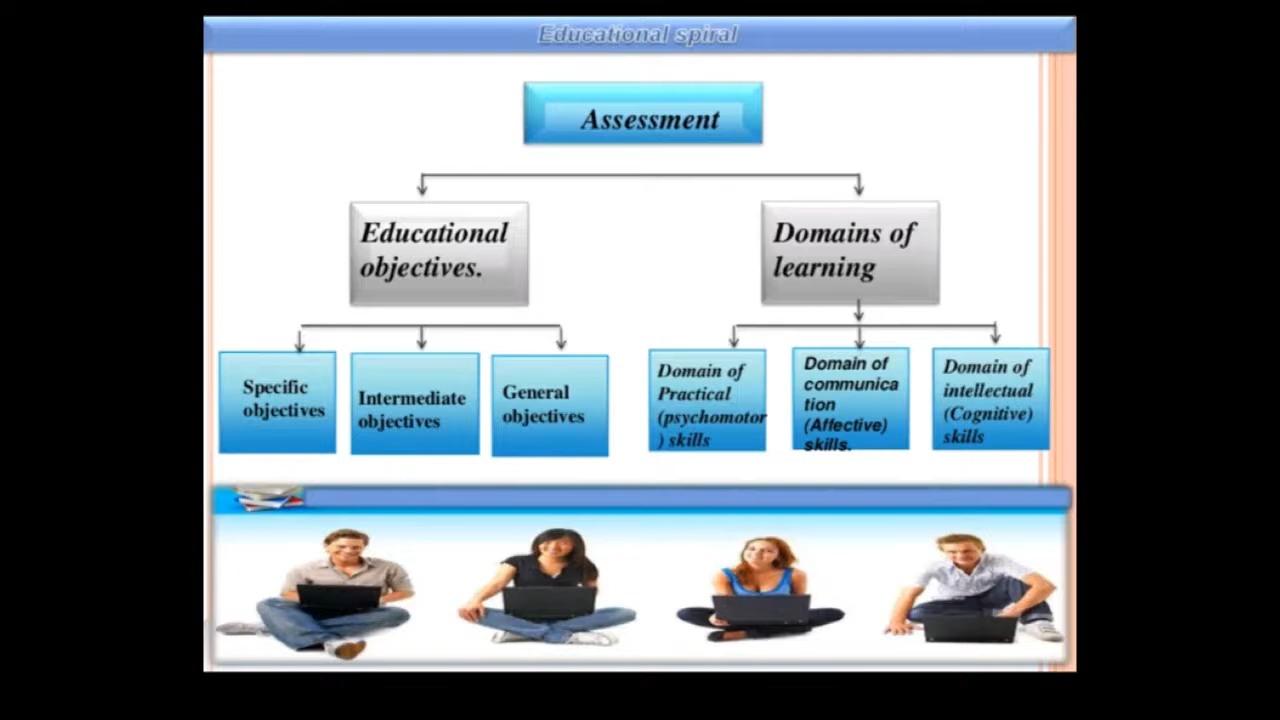 Educational spiral
Assessment
Educational
objectives.
Domains of
learning
Specific
objectives
Intermediate
objectives
General
objectives
Domain of
Practical
(psychomotor
) skills
Domain of
communica
tion
(Affective)
skills.
Domain of
intellectual
(Cognitive)
skills